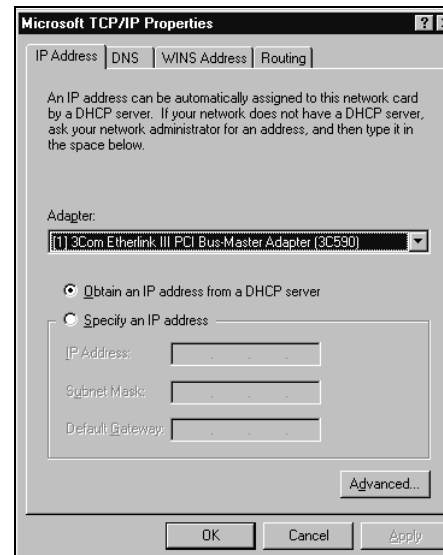 Microsoft TCP/IP Properties
IP Address DNS WINS Address Routing
An IP address can be automatically assigned to this network card
by a DHCP server. If your network does not have a DHCP server,
ask your network administrator for an address, and then type it in
the space below.
Adapter:
[1] 3Com Etherlink III PCI Bus-Master Adapter (3C590)
Obtain an IP address from a DHCP server
Specify an IP address
IP Address:
Subnet Mask:
Default Gateway:
Advanced...
OK Cancel Apply